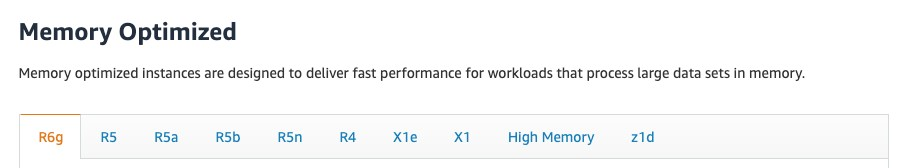 Memory Optimized
Memory optimized instances are designed to deliver fast performance for workloads that process large data sets in memory.
R6g R5 R5a R5b R5n R4 X1e X1 High Memory z1d